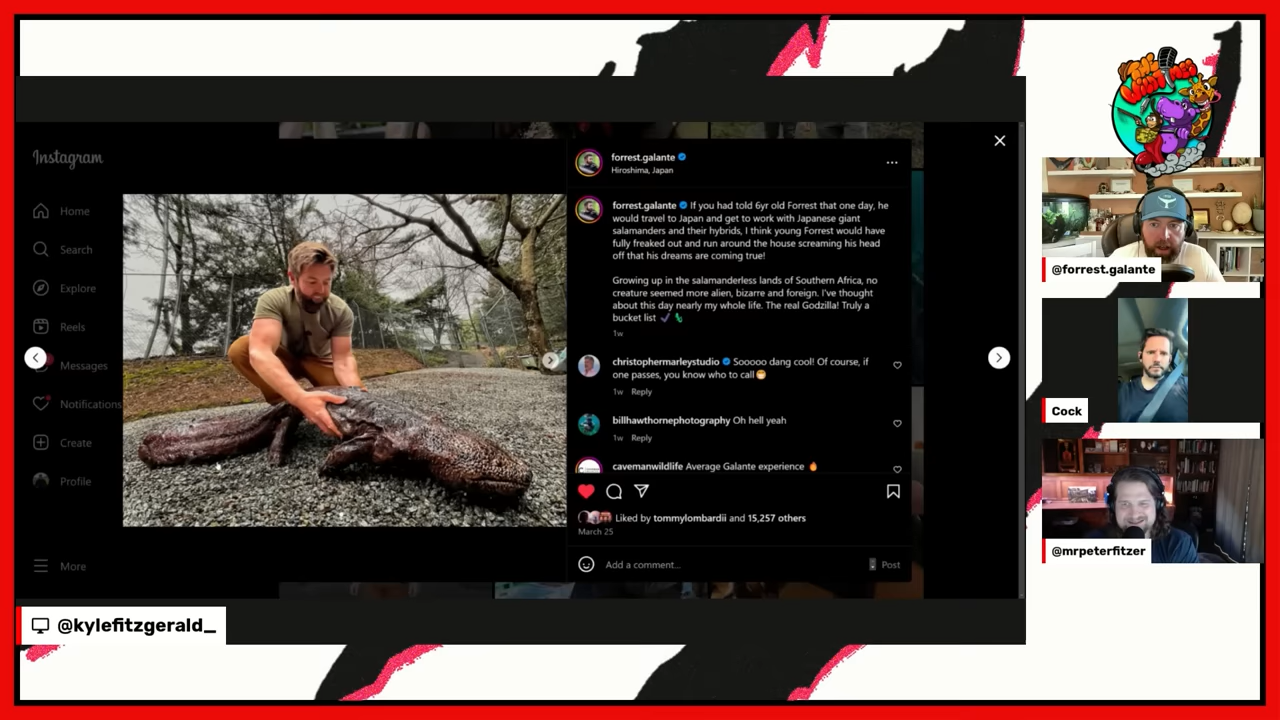 THE
WILD TIMES
Instagram
Home
Search
Explore
Reels
Messages
Notifications
Create
Profile
More
forrest.galante
Hiroshima, Japan
forrest.galante If you had told 6yr old Forrest that one day, he
would travel to Japan and get to work with Japanese giant
salamanders and their hybrids, I think young Forrest would have
fully freaked out and run around the house screaming his head
off that his dreams are coming true!
Growing up in the salamanderless lands of Southern Africa, no
creature seemed more alien, bizarre and foreign. I've thought
about this day nearly my whole life. The real Godzilla! Truly a
bucket list
1w
christophermarleystudio Sooooo dang cool! Of course, if
one passes, you know who to call
1w Reply
billhawthornephotography Oh hell yeah
1w Reply
cavemanwildlife Average Galante experience
Liked by tommylombardii and 15,257 others
March 25
Add a comment...
Post
@forrest.galante
Cock
@mrpeterfitzer
@kylefitzgerald_